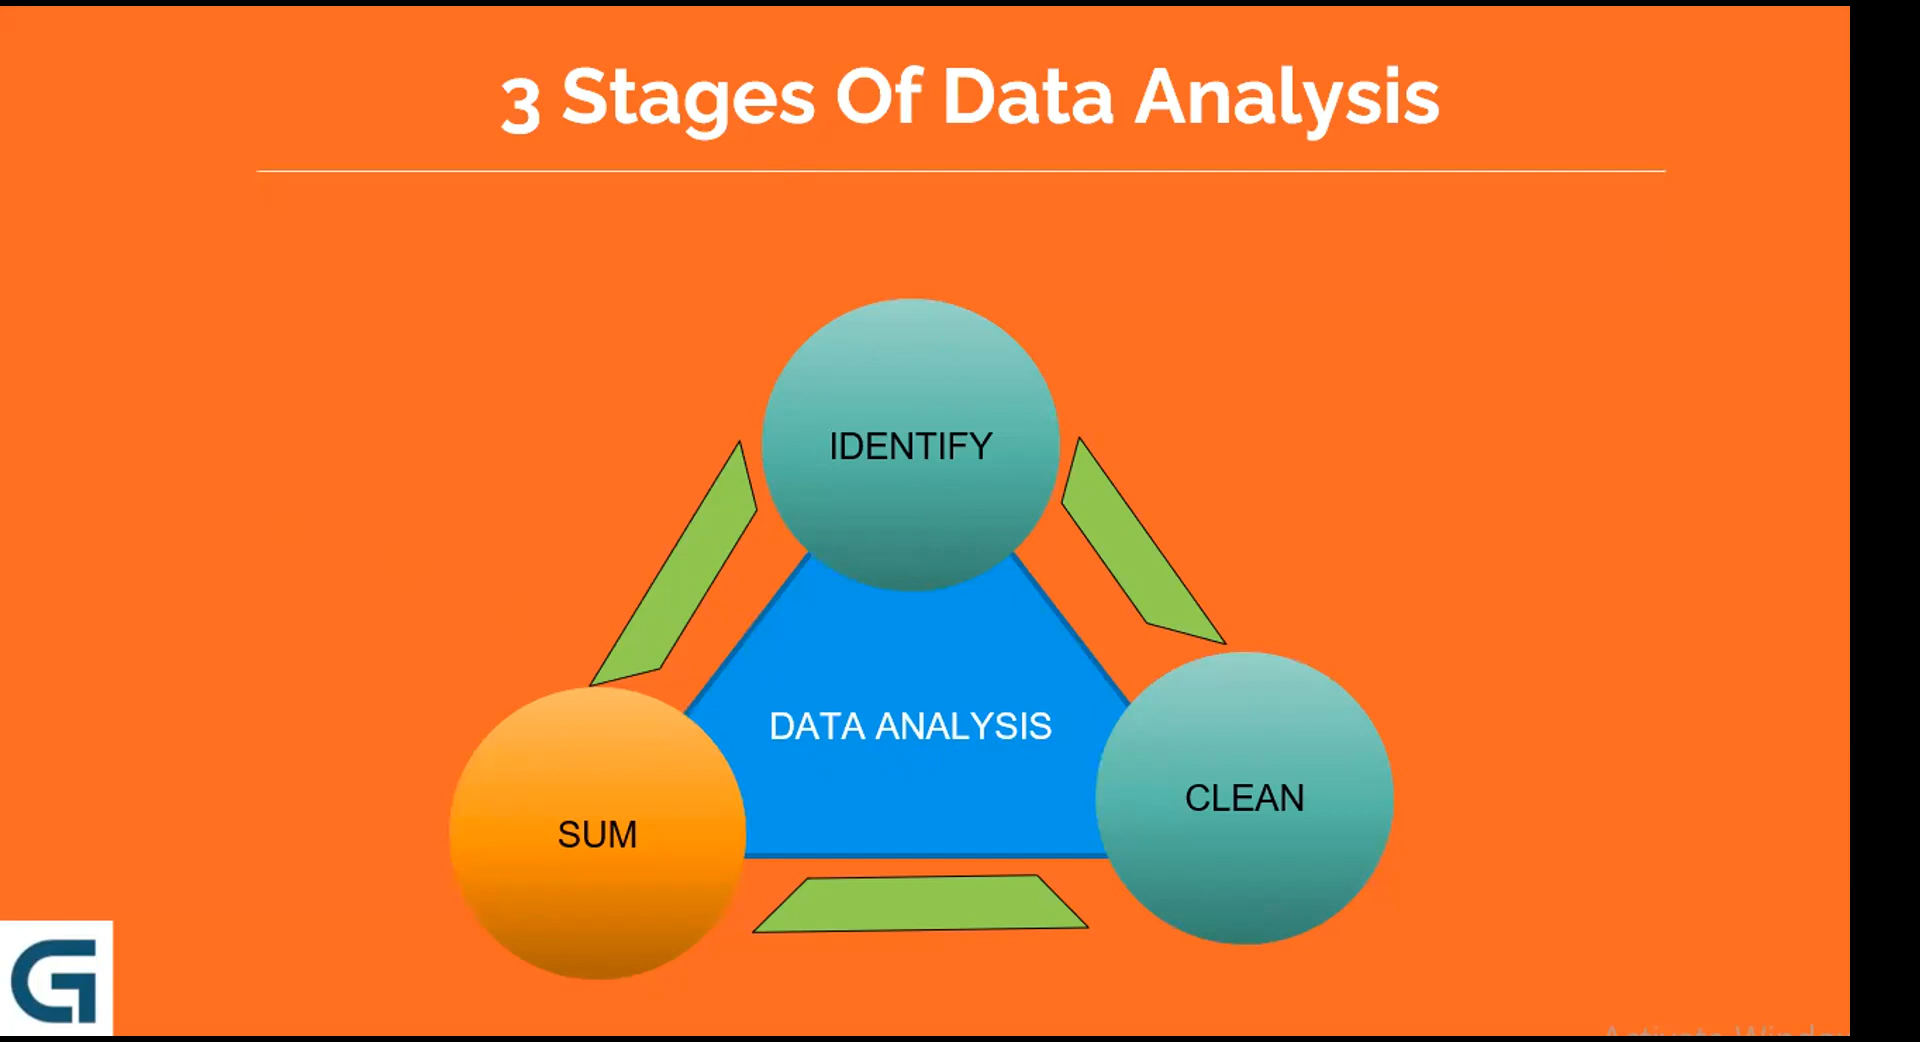 3 Stages Of Data Analysis
IDENTIFY
DATA ANALYSIS
CLEAN
SUM